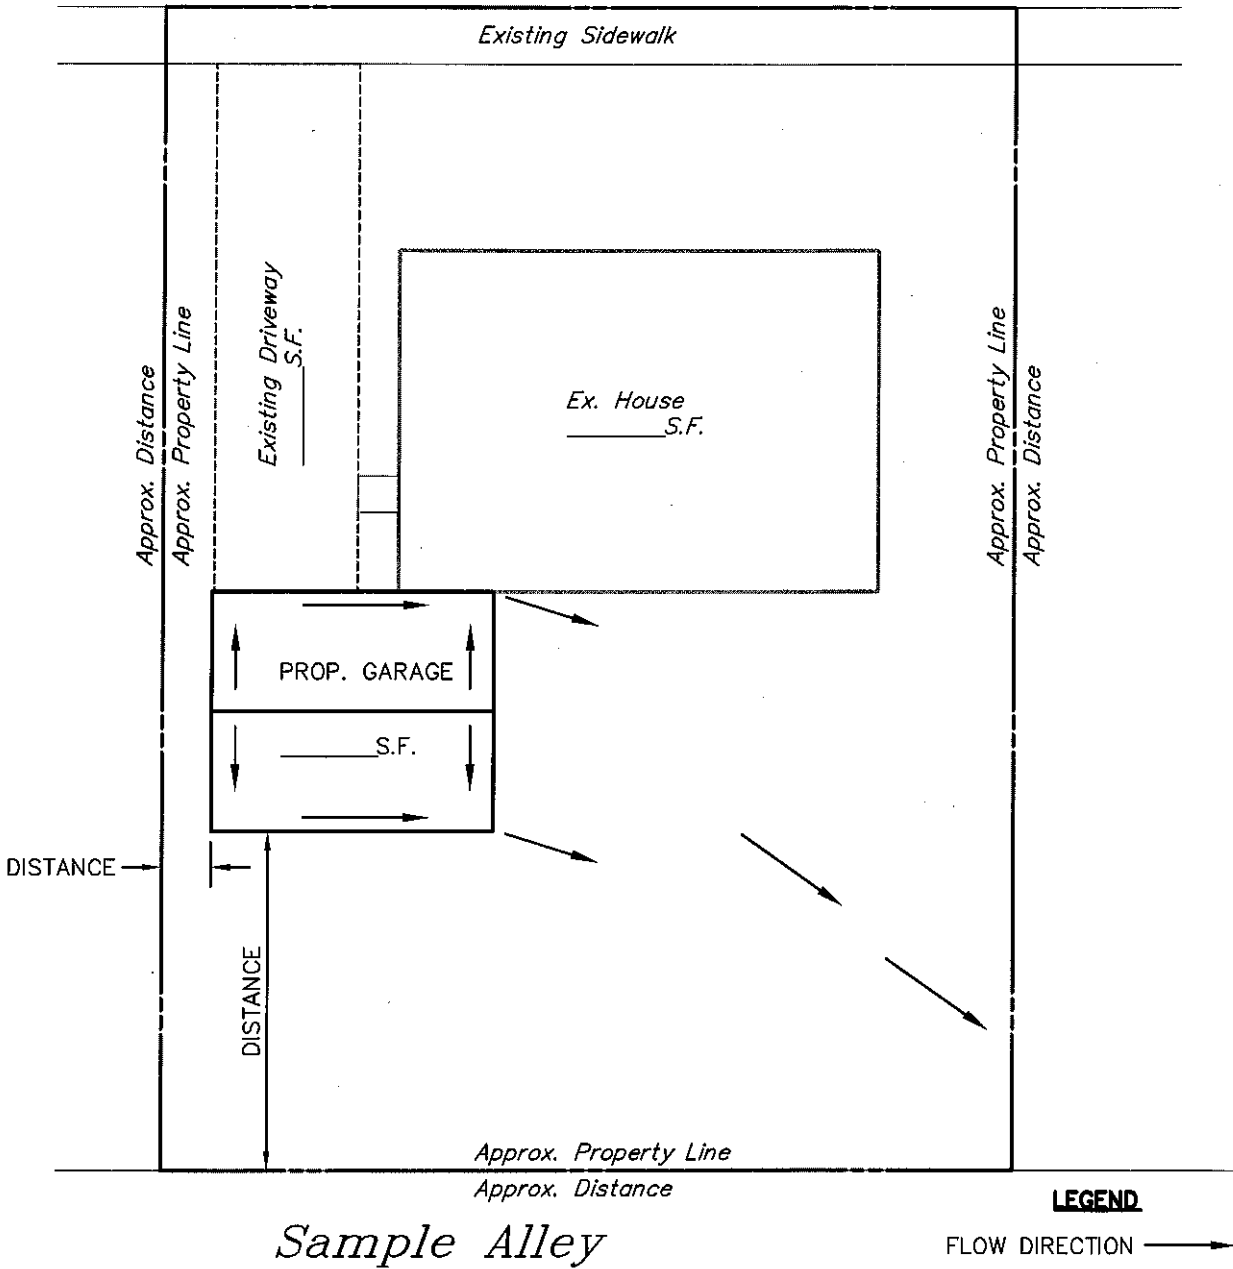 Existing Sidewalk
Existing Driveway
S.F.
Approx. Distance
Approx. Property Line
Ex. House
S.F.
Approx. Property Line
Approx. Distance
PROP. GARAGE
S.F.
DISTANCE
DISTANCE
Approx. Property Line
Approx. Distance
Sample Alley
LEGEND
FLOW DIRECTION